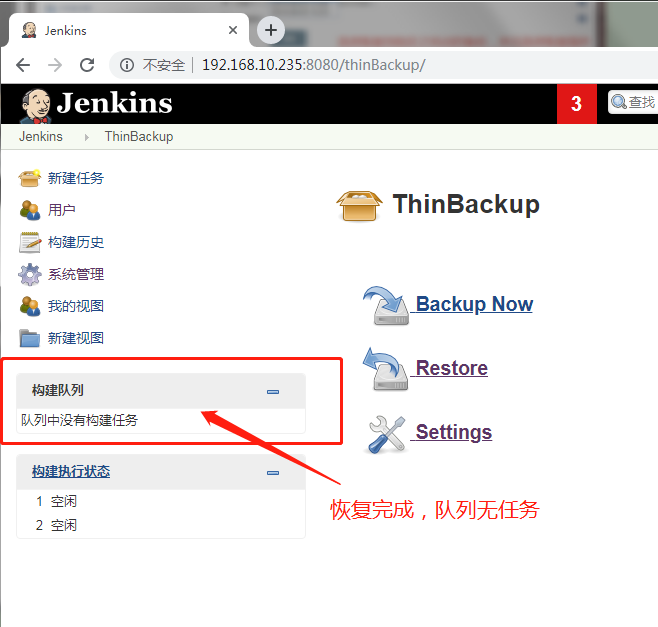 Jenkins
不安全 192.168.10.235:8080/thinBackup/
Jenkins
3
查找
Jenkins ThinBackup
新建任务
用户
构建历史
系统管理
我的视图
新建视图
ThinBackup
Backup Now
Restore
Settings
构建队列
队列中没有构建任务
构建执行状态
1 空闲
2 空闲
恢复完成，队列无任务